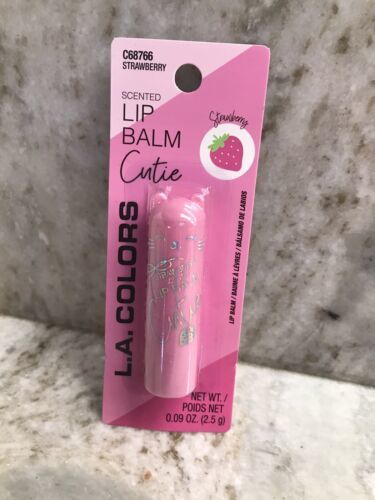 C68766
STRAWBERRY
SCENTED
LIP
BALM
Cutie
Strawberry
L.A. COLORS
LIP BALM / BAUME À LÈVRES / BÁLSAMO DE LABIOS
NET WT. /
POIDS NET
0.09 OZ. (2.5 g)